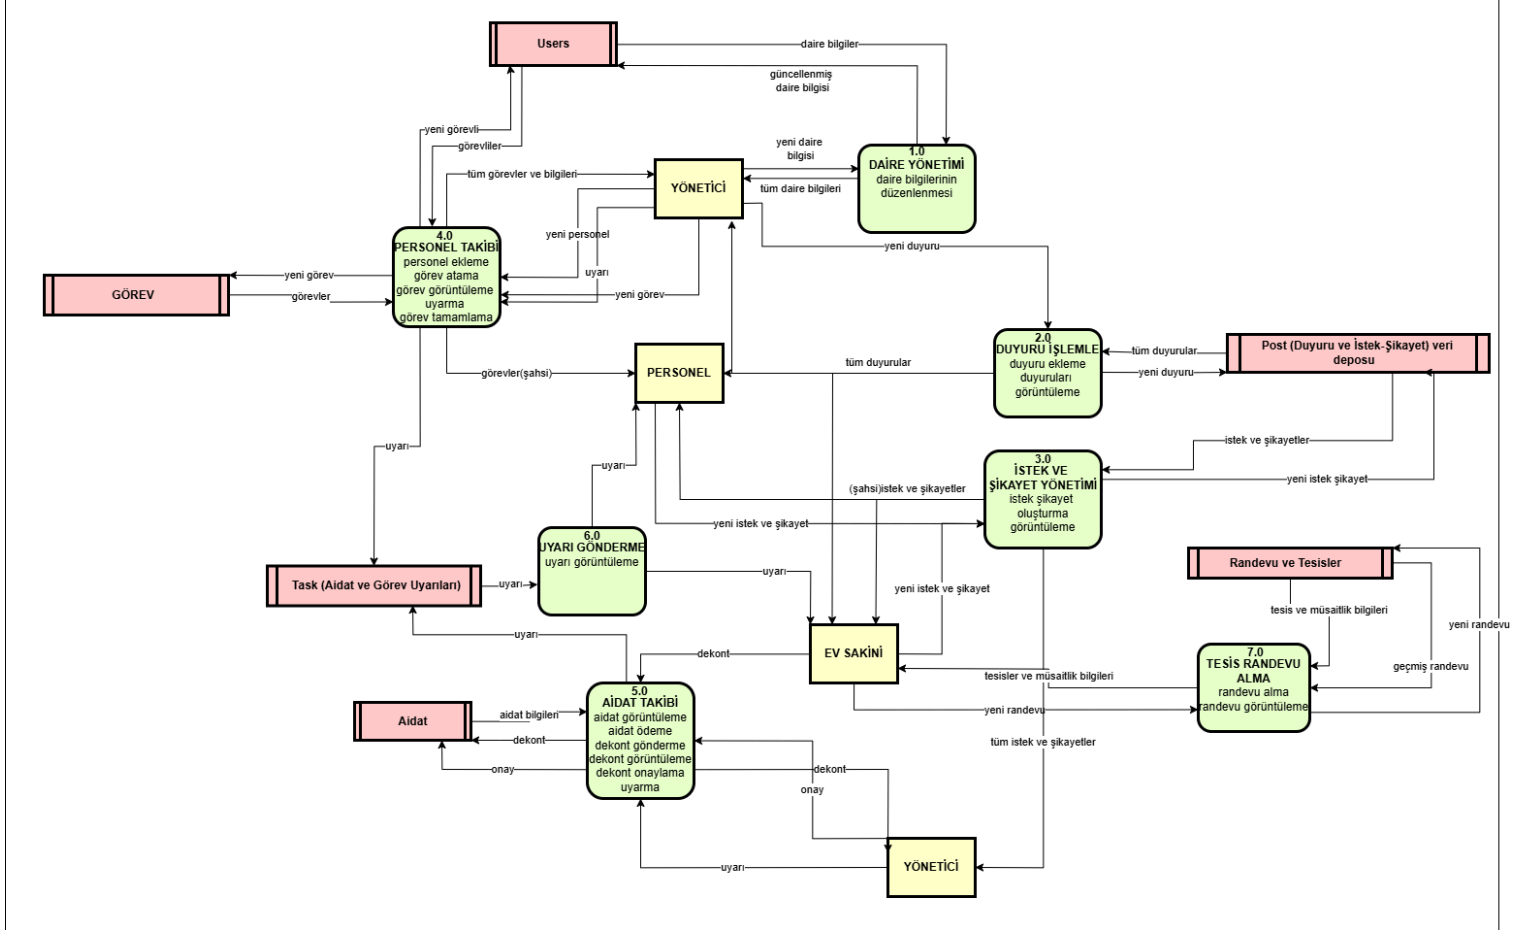 Users
daire bilgiler
güncellenmiş
daire bilgisi
yeni görevli
görevliler
yeni daire
bilgisi
1.0
DAİRE YÖNETİMİ
daire bilgilerinin
düzenlenmesi
tüm görevler ve bilgileri
YÖNETİCİ
tüm daire bilgileri
yeni personel
yeni duyuru
4.0
PERSONEL TAKİBİ
personel ekleme
görev atama
görev görüntüleme
uyarma
görev tamamlama
uyarı
yeni görev
GÖREV
görevler
yeni görev
2.0
DUYURU İŞLEMLE
duyuru ekleme
duyuruları
görüntüleme
tüm duyurular
yeni duyuru
Post (Duyuru ve İstek-Şikayet) veri
deposu
görevler(şahsi)
PERSONEL
tüm duyurular
uyarı
istek ve şikayetler
3.0
İSTEK VE
ŞİKAYET YÖNETİMİ
istek şikayet
oluşturma
görüntüleme
yeni istek şikayet
uyarı
(şahsi)istek ve şikayetler
yeni istek ve şikayet
6.0
UYARI GÖNDERME
uyarı görüntüleme
Randevu ve Tesisler
Task (Aidat ve Görev Uyarıları)
uyarı
uyarı
yeni istek ve şikayet
tesis ve müsaitlik bilgileri
yeni randevu
uyarı
dekont
EV SAKİNİ
7.0
TESİS RANDEVU
ALMA
randevu alma
randevu görüntüleme
geçmiş randevu
tesisler ve müsaitlik bilgileri
yeni randevu
5.0
AİDAT TAKİBİ
aidat görüntüleme
aidat ödeme
dekont gönderme
dekont görüntüleme
dekont onaylama
uyarma
Aidat
aidat bilgileri
dekont
onay
tüm istek ve şikayetler
dekont
onay
uyarı
YÖNETİCİ